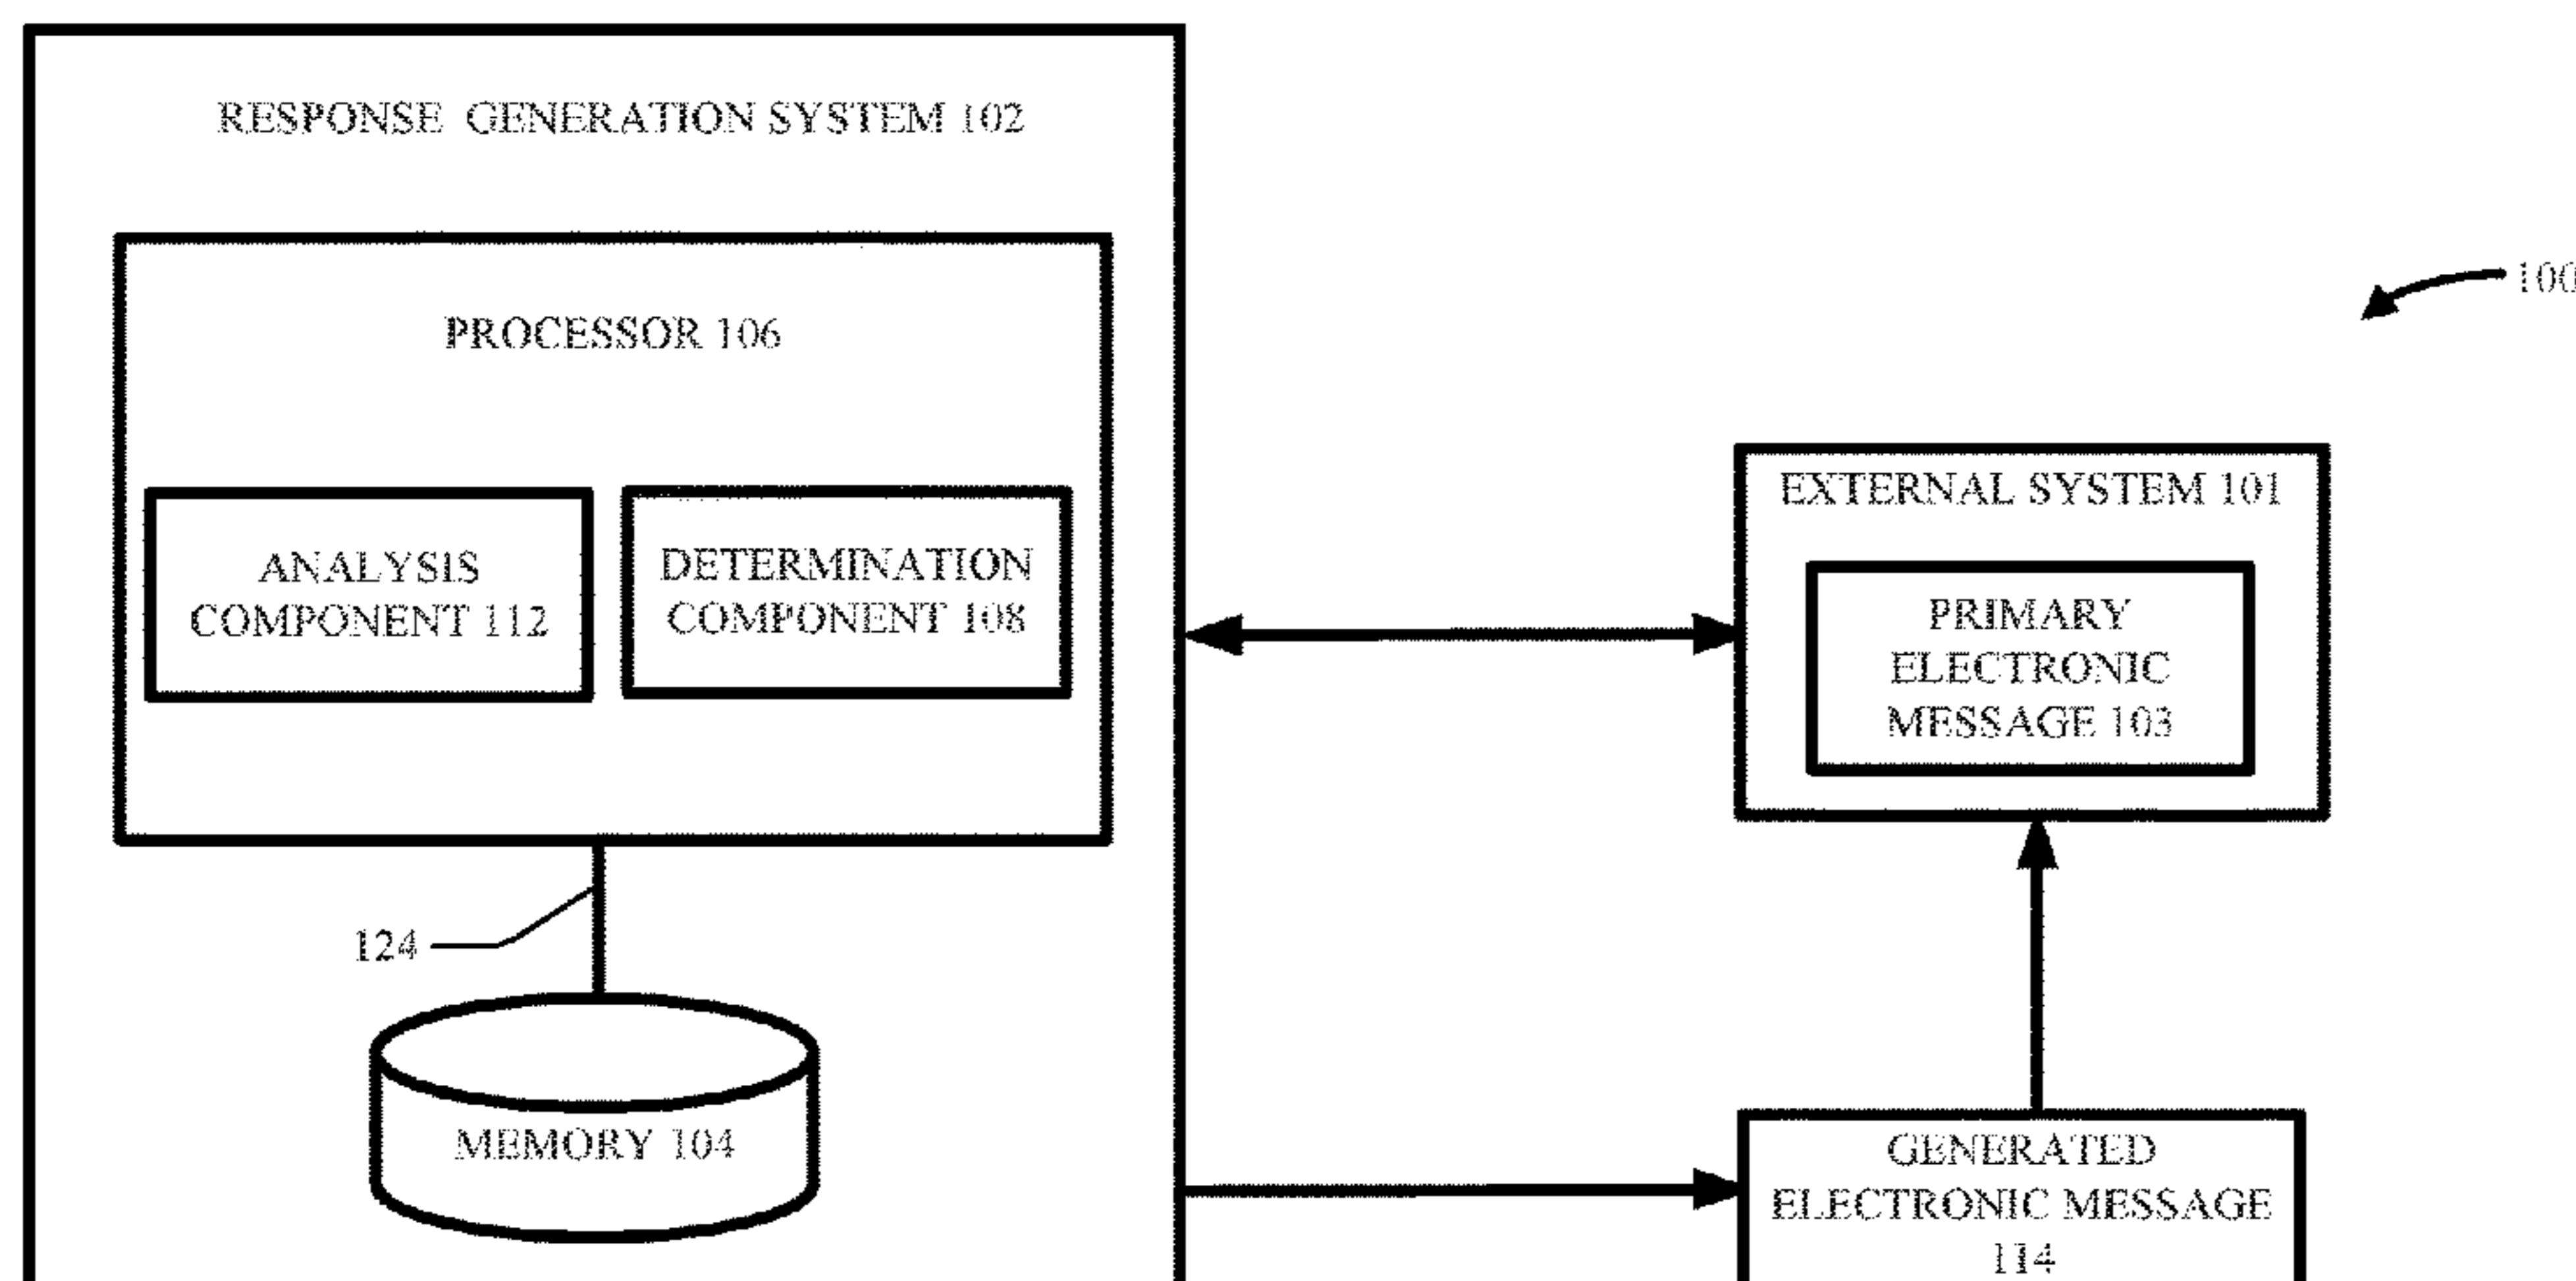 RESPONSE GENERATION SYSTEM 102
PROCESSOR 106
ANALYSIS
COMPONENT 112
DETERMINATION
COMPONENT 108
124
MEMORY 104
100
EXTERNAL SYSTEM 101
PRIMARY
ELECTRONIC
MESSAGE 103
GENERATED
ELECTRONIC MESSAGE
114